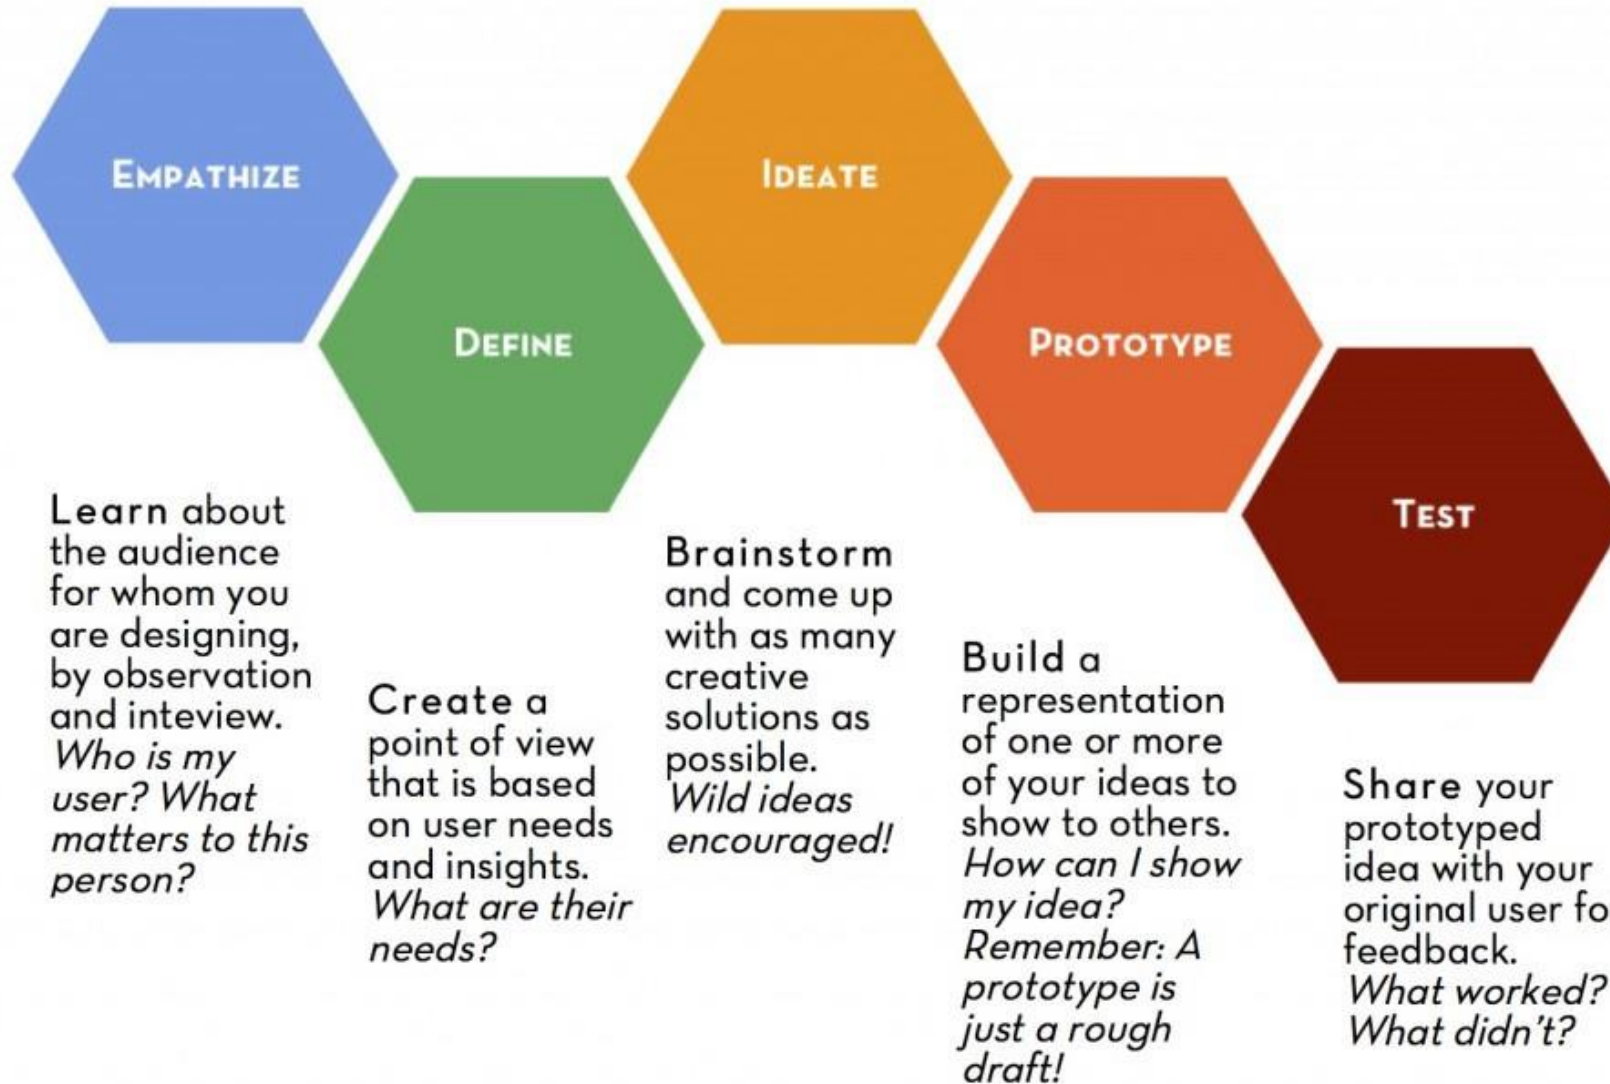 EMPATHIZE
DEFINE
IDEATE
PROTOTYPE
TEST
Learn about
the audience
for whom you
are designing,
by observation
and inteview.
Who is my
user? What
matters to this
person?
Create a
point of view
that is based
on user needs
and insights.
What are their
needs?
Brainstorm
and come up
with as many
creative
solutions as
possible.
Wild ideas
encouraged!
Build a
representation
of one or more
of your ideas to
show to others.
How can I show
my idea?
Remember: A
prototype is
just a rough
draft!
Share your
prototyped
idea with your
original user fo
feedback.
What worked?
What didn't?